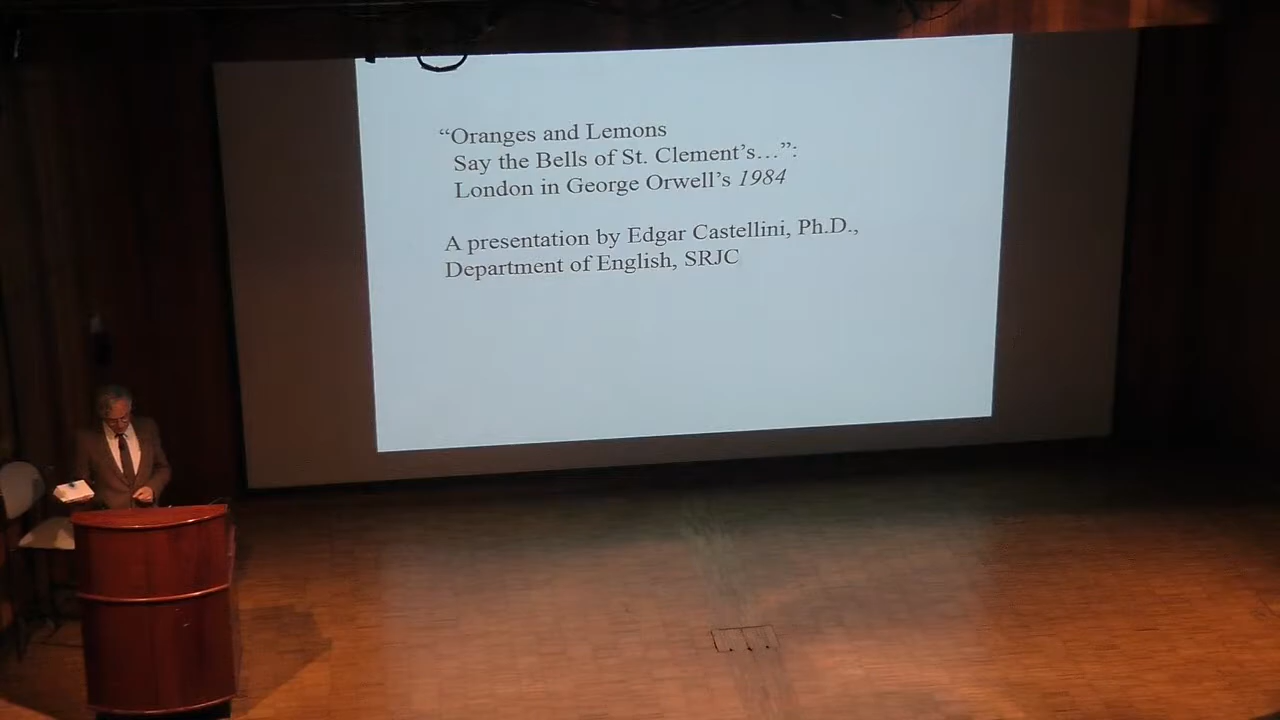 “Oranges and Lemons
Say the Bells of St. Clement’s…”:
London in George Orwell’s 1984
A presentation by Edgar Castellini, Ph.D.,
Department of English, SRJC